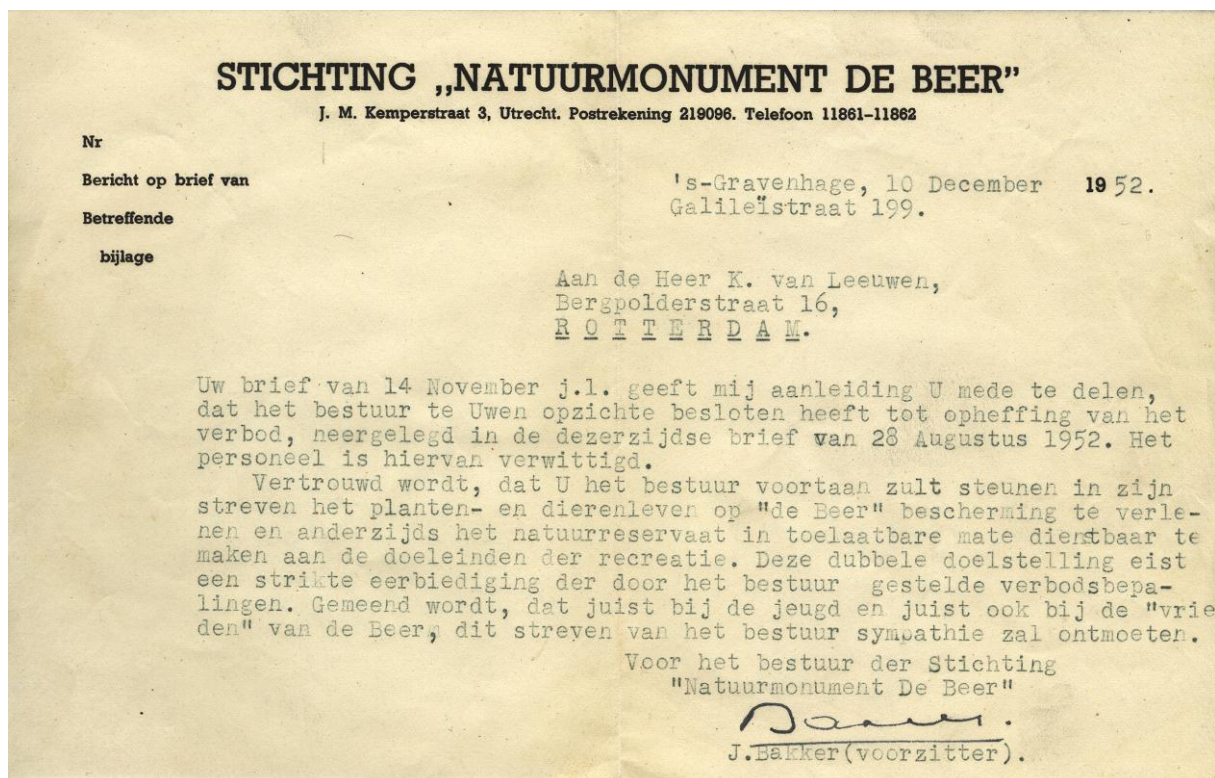 STICHTING „NATUURMONUMENT DE BEER”
J. M. Kemperstraat 3, Utrecht. Postrekening 219096. Telefoon 11861–11862
Nr
Bericht op brief van
Betreffende
bijlage
's-Gravenhage, 10 December 1952.
Galileïstraat 199.
Aan de Heer K. van Leeuwen,
Bergpolderstraat 16,
R O T T E R D A M.
Uw brief van 14 November j.l. geeft mij aanleiding U mede te delen,
dat het bestuur te Uwen opzichte besloten heeft tot opheffing van het
verbod, neergelegd in de dezerzijdse brief van 28 Augustus 1952. Het
personeel is hiervan verwittigd.
Vertrouwd wordt, dat U het bestuur voortaan zult steunen in zijn
streven het planten- en dierenleven op "de Beer" bescherming te verle-
nen en anderzijds het natuurreservaat in toelaatbare mate dienstbaar te
maken aan de doeleinden der recreatie. Deze dubbele doelstelling eist
een strikte eerbiediging der door het bestuur gestelde verbodsbepa-
lingen. Gemeend wordt, dat juist bij de jeugd en juist ook bij de "vrie
den" van de Beer, dit streven van het bestuur sympathie zal ontmoeten.
Voor het bestuur der Stichting
"Natuurmonument De Beer"
J.Bakker(voorzitter).